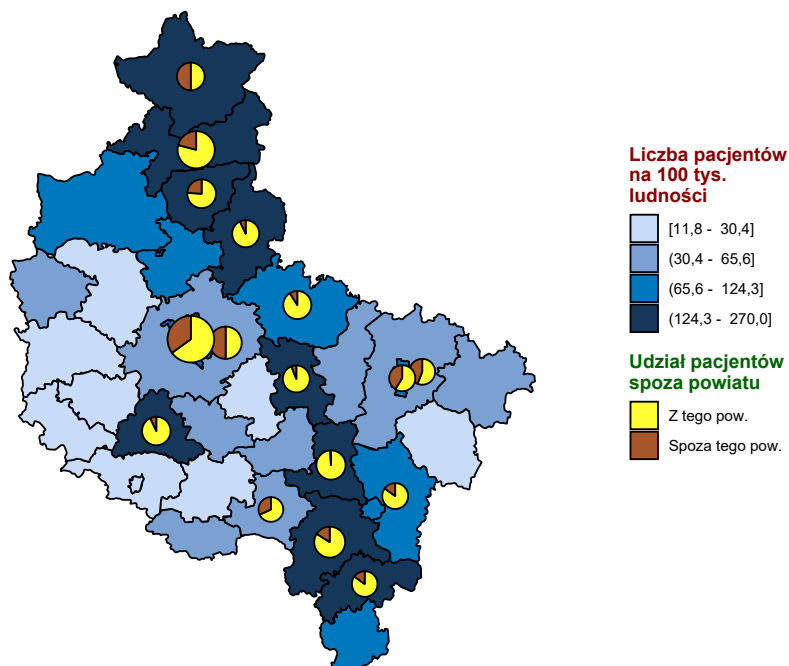 Liczba pacjentów
na 100 tys.
ludności
[11,8 - 30,4]
(30,4 - 65,6]
(65,6 - 124,3]
(124,3 - 270,0]
Udział pacjentów
spoza powiatu
Z tego pow.
Spoza tego pow.